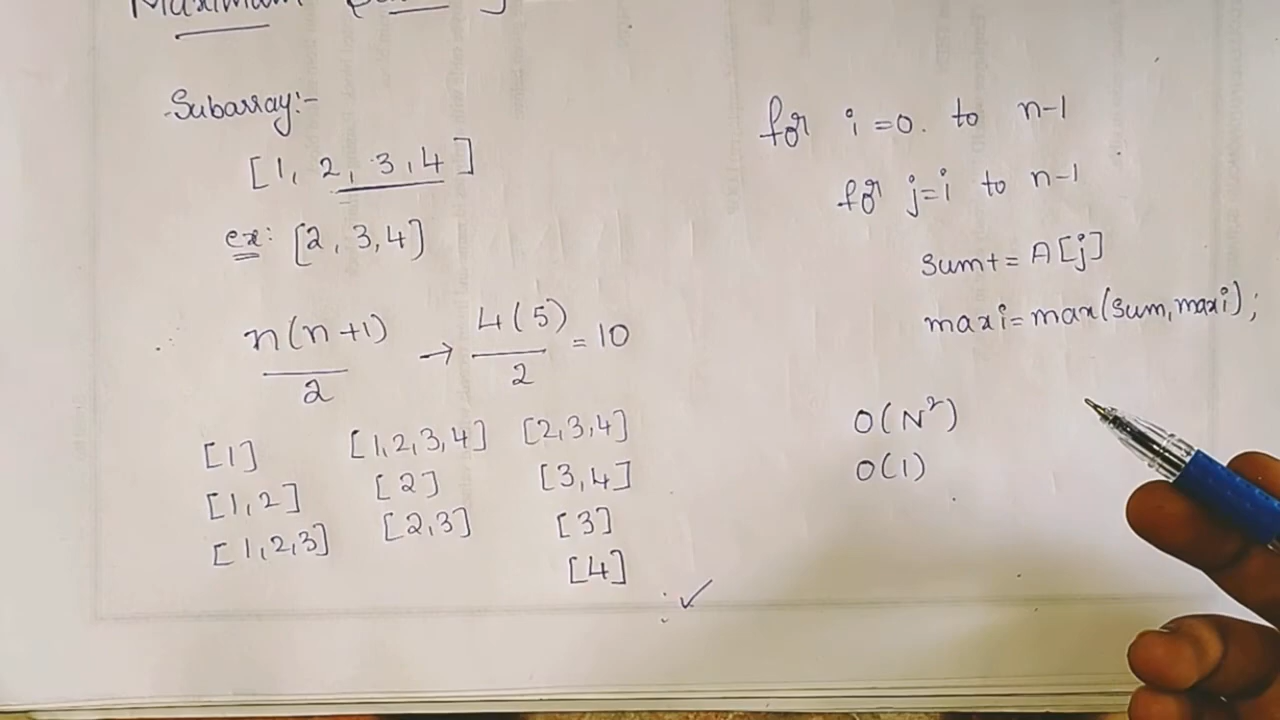 Maximum
Subarray:-
[1, 2, 3, 4]
ex: [2, 3, 4]
n(n+1)/2 → 4(5)/2 = 10
[1] [1,2,3,4] [2,3,4]
[1,2] [2] [3,4]
[1,2,3] [2,3] [3]
[4]
for i=0. to n-1
for j=i to n-1
sum+= A[j]
maxi=max(sum,maxi);
O(N²)
O(1)